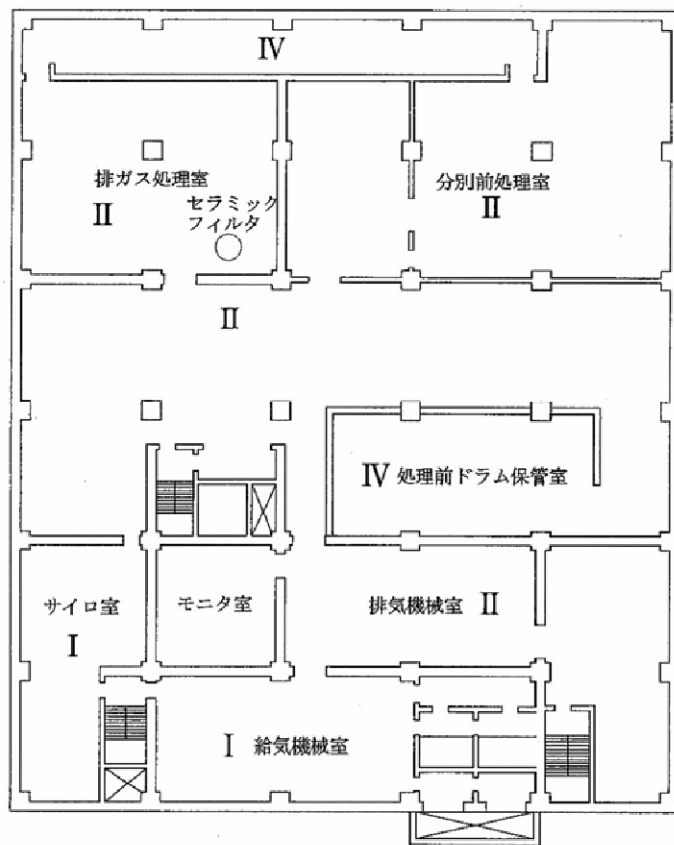 IV
排ガス処理室
II
セラミック
フィルタ
分別前処理室
II
II
IV 処理前ドラム保管室
サイロ室
I
モニタ室
排気機械室 II
I 給気機械室